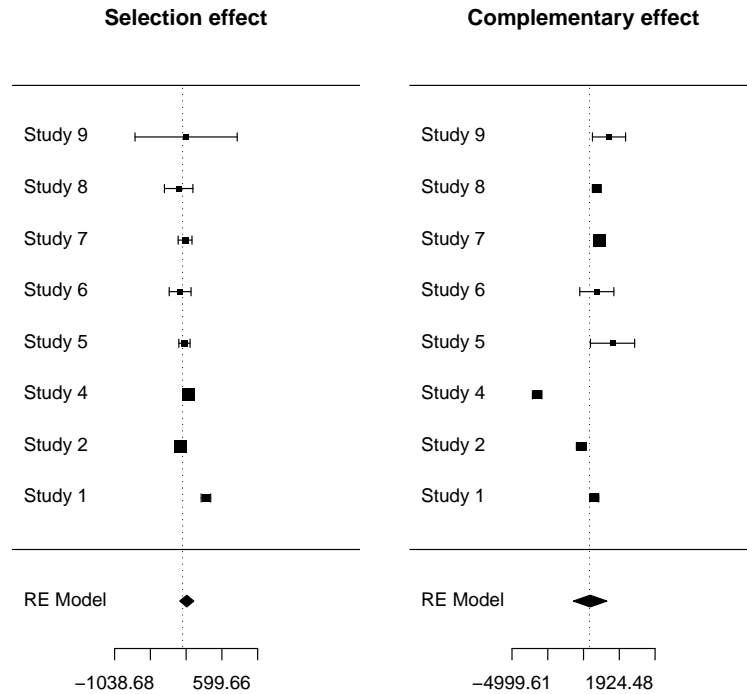 Selection effect
Study 9
Study 8
Study 7
Study 6
Study 5
Study 4
Study 2
Study 1
RE Model
−1038.68 599.66
Complementary effect
Study 9
Study 8
Study 7
Study 6
Study 5
Study 4
Study 2
Study 1
RE Model
−4999.61 1924.48